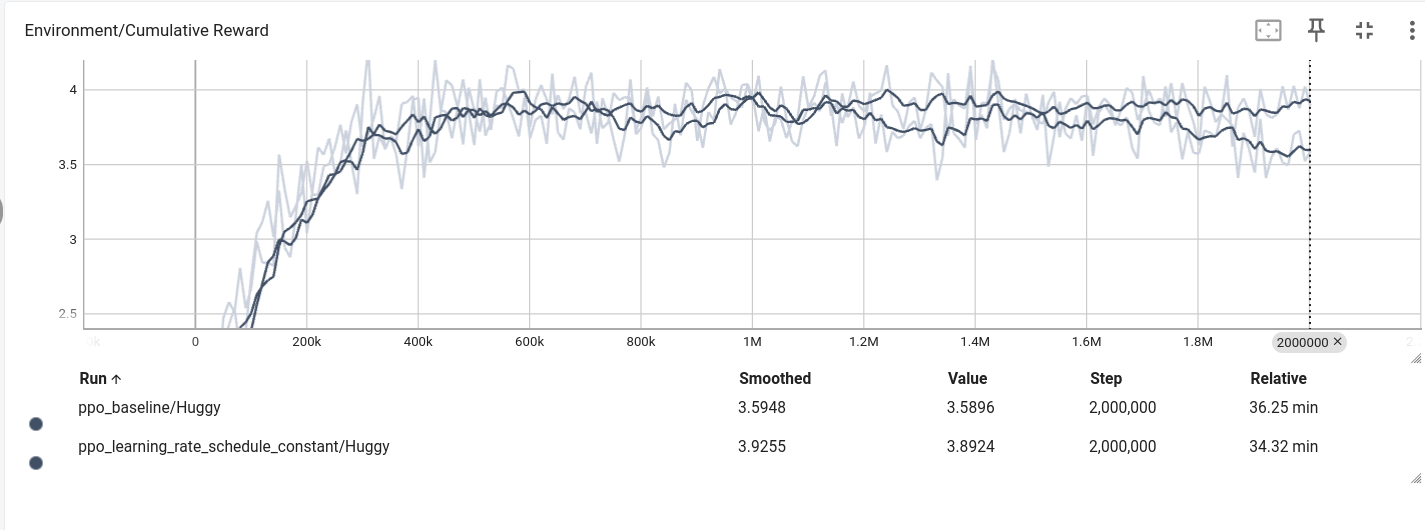 Environment/Cumulative Reward
4
3.5
3
2.5
0 200k 400k 600k 800k 1M 1.2M 1.4M 1.6M 1.8M 2000000 ✕
Run ↑ Smoothed Value Step Relative
ppo_baseline/Huggy 3.5948 3.5896 2,000,000 36.25 min
ppo_learning_rate_schedule_constant/Huggy 3.9255 3.8924 2,000,000 34.32 min